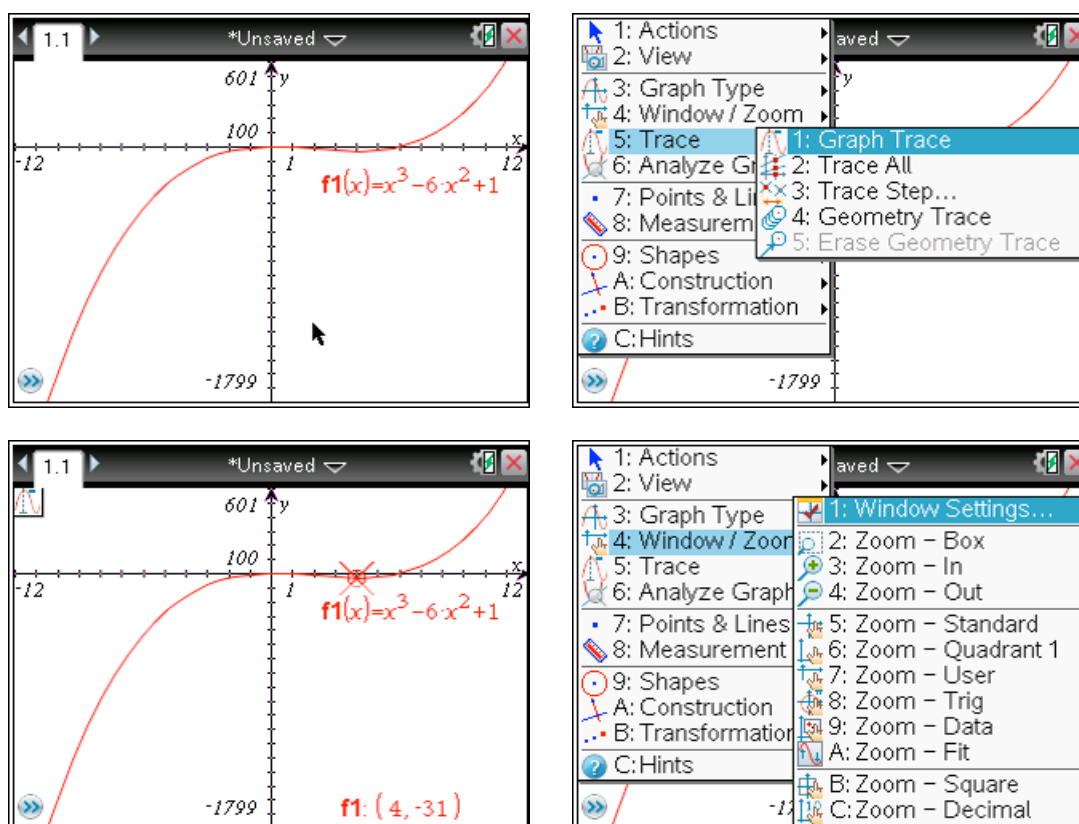 1.1 *Unsaved
601 y
100
x
-12 1 12
f1(x)=x³-6·x²+1
-1799
1: Actions
2: View
3: Graph Type
4: Window / Zoom
5: Trace
6: Analyze Gr
7: Points & Li
8: Measurem
9: Shapes
A: Construction
B: Transformation
C: Hints
aved
y
1: Graph Trace
2: Trace All
3: Trace Step...
4: Geometry Trace
5: Erase Geometry Trace
-1799
1.1 *Unsaved
601 y
100
x
-12 1 12
f1(x)=x³-6·x²+1
-1799 f1: (4,-31)
1: Actions
2: View
3: Graph Type
4: Window / Zoor
5: Trace
6: Analyze Graph
7: Points & Lines
8: Measurement
9: Shapes
A: Construction
B: Transformation
C: Hints
aved
1: Window Settings...
2: Zoom – Box
3: Zoom – In
4: Zoom – Out
5: Zoom – Standard
6: Zoom – Quadrant 1
7: Zoom – User
8: Zoom – Trig
9: Zoom – Data
A: Zoom – Fit
B: Zoom – Square
C: Zoom – Decimal